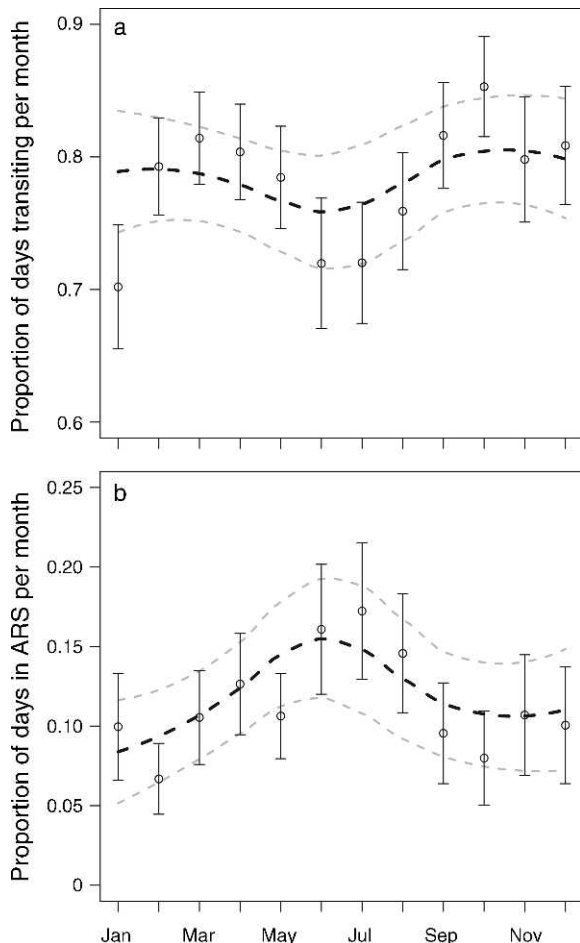 a
Proportion of days transiting per month
0.9
0.8
0.7
0.6
b
Proportion of days in ARS per month
0.25
0.20
0.15
0.10
0.05
0
Jan Mar May Jul Sep Nov